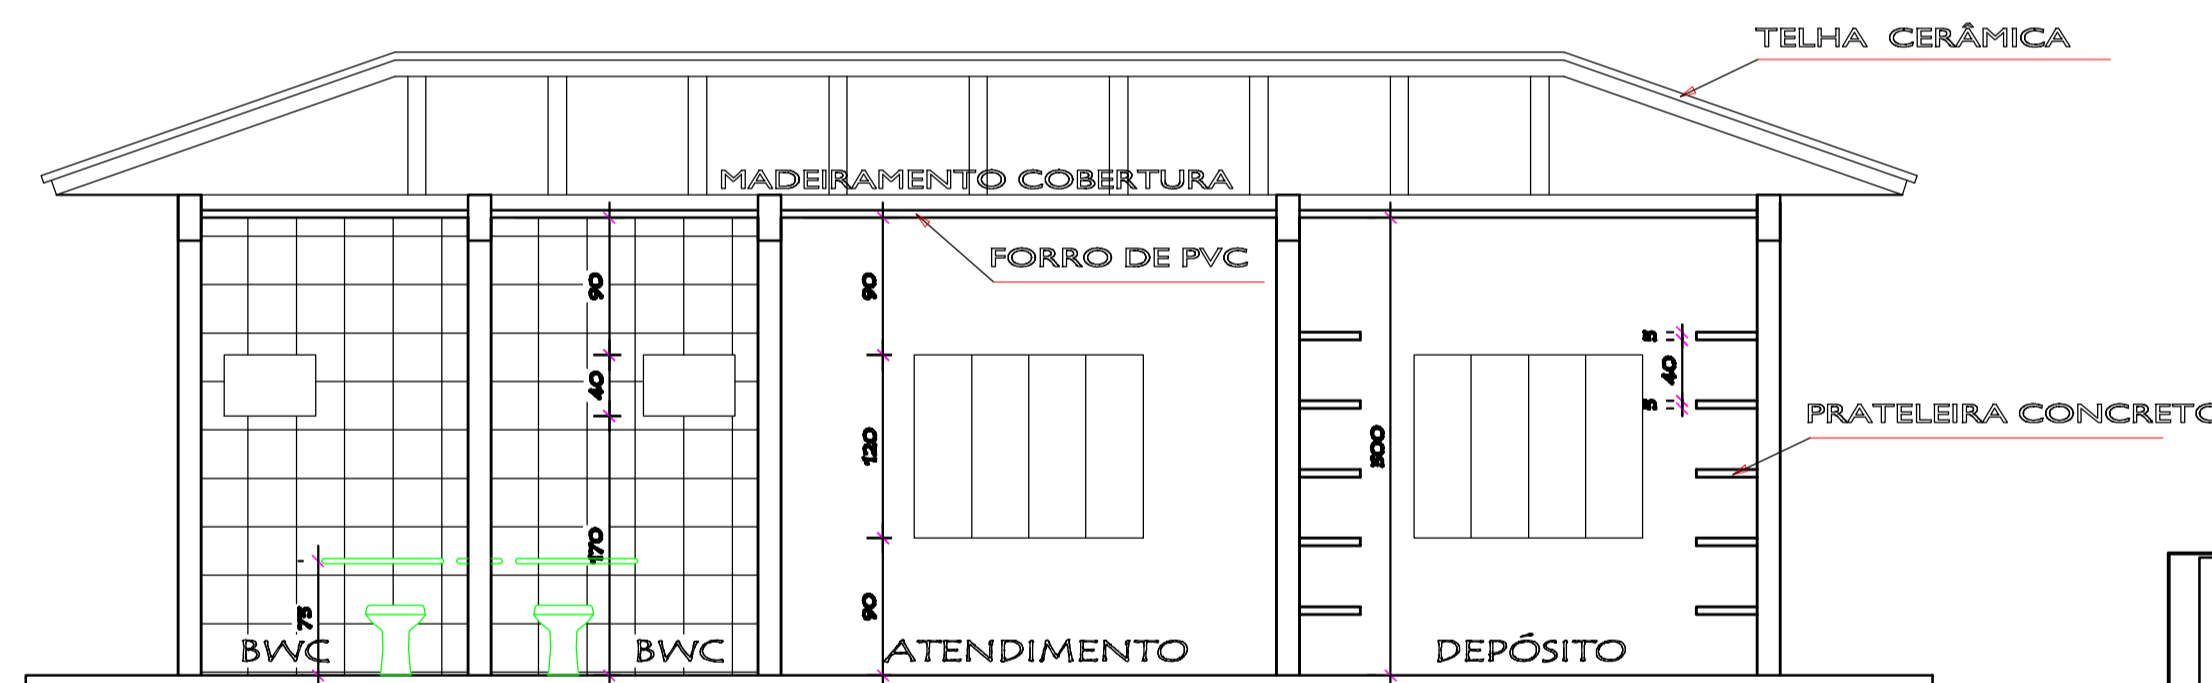 TELHA CERÂMICA
MADEIRAMENTO COBERTURA
FORRO DE PVC
90
90
5
40
40
5
PRATELEIRA CONCRETO
120
300
170
75
90
BWC
BWC
ATENDIMENTO
DEPÓSITO